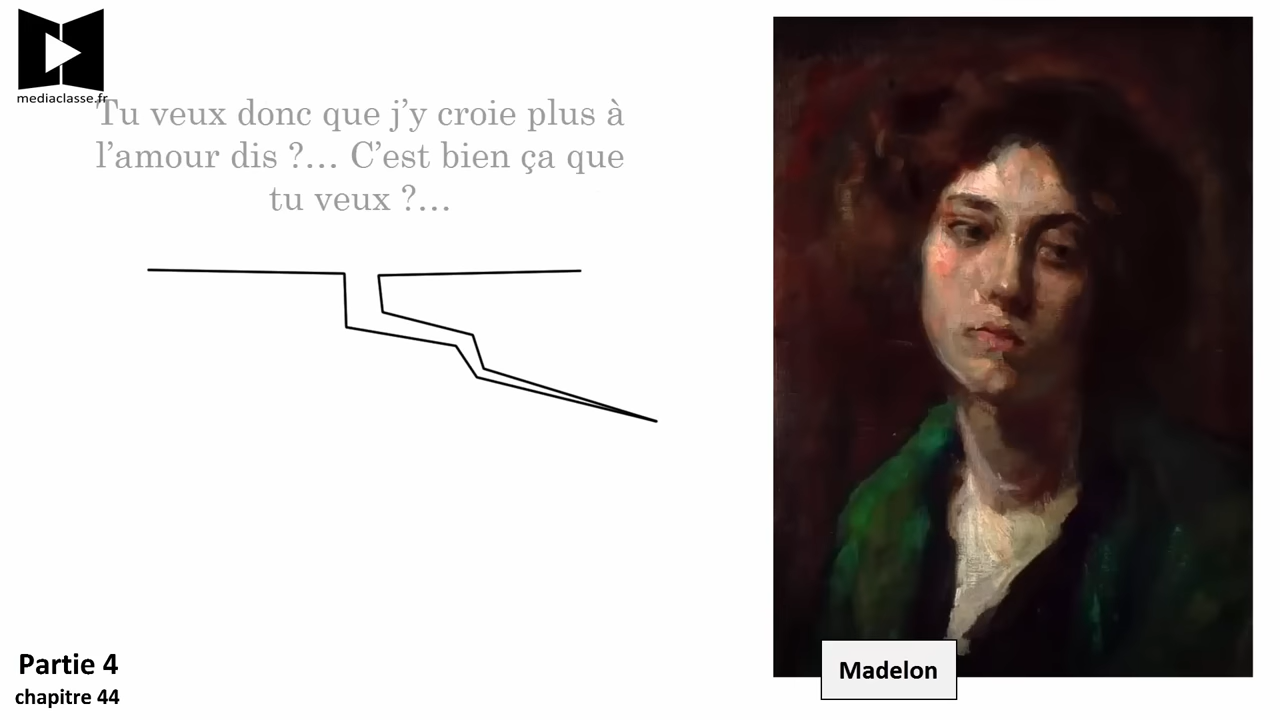 mediaclasse.fr
Tu veux donc que j’y croie plus à
l’amour dis ?… C’est bien ça que
tu veux ?…
Partie 4
chapitre 44
Madelon